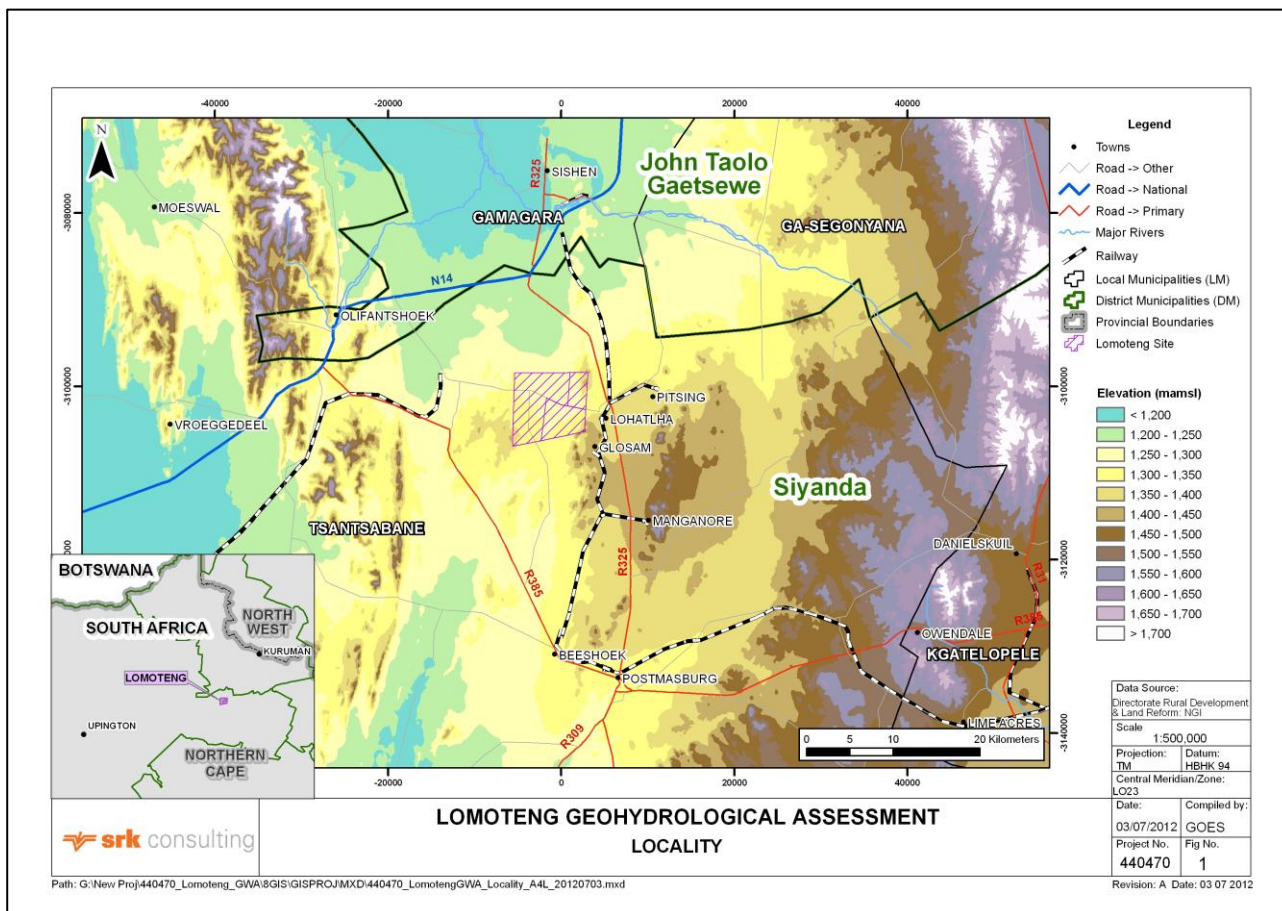 -40000
-20000
0
20000
40000
N
-3080000
-3100000
-3080000
-3100000
-3120000
-3140000
MOESWAL
R325
SISHEN
GAMAGARA
John Taolo
Gaetsewe
GA-SEGONYANA
N14
OLIFANTSHOEK
VROEGGEDEEL
PITSING
LOHATLHA
GLOSAM
Siyanda
TSANTSABANE
MANGANORE
R385
R325
DANIELSKUIL
R31
R385
OWENDALE
KGATELOPELE
BEESHOEK
POSTMASBURG
LIME ACRES
R309
0 5 10 20 Kilometers
-20000
0
20000
40000
BOTSWANA
SOUTH AFRICA
NORTH
WEST
KURUMAN
LOMOTENG
UPINGTON
NORTHERN
CAPE
Legend
Towns
Road -> Other
Road -> National
Road -> Primary
Major Rivers
Railway
Local Municipalities (LM)
District Municipalities (DM)
Provincial Boundaries
Lomoteng Site
Elevation (mamsl)
< 1,200
1,200 - 1,250
1,250 - 1,300
1,300 - 1,350
1,350 - 1,400
1,400 - 1,450
1,450 - 1,500
1,500 - 1,550
1,550 - 1,600
1,600 - 1,650
1,650 - 1,700
> 1,700
Data Source:
Directorate Rural Development
& Land Reform: NGI
Scale
1:500,000
Projection: Datum:
TM HBHK 94
Central Meridian/Zone:
LO23
Date: Compiled by:
03/07/2012 GOES
Project No. Fig No.
440470 1
srk consulting
LOMOTENG GEOHYDROLOGICAL ASSESSMENT
LOCALITY
Path: G:\New Proj\440470_Lomoteng_GWA\8GIS\GISPROJ\MXD\440470_LomotengGWA_Locality_A4L_20120703.mxd
Revision: A Date: 03 07 2012